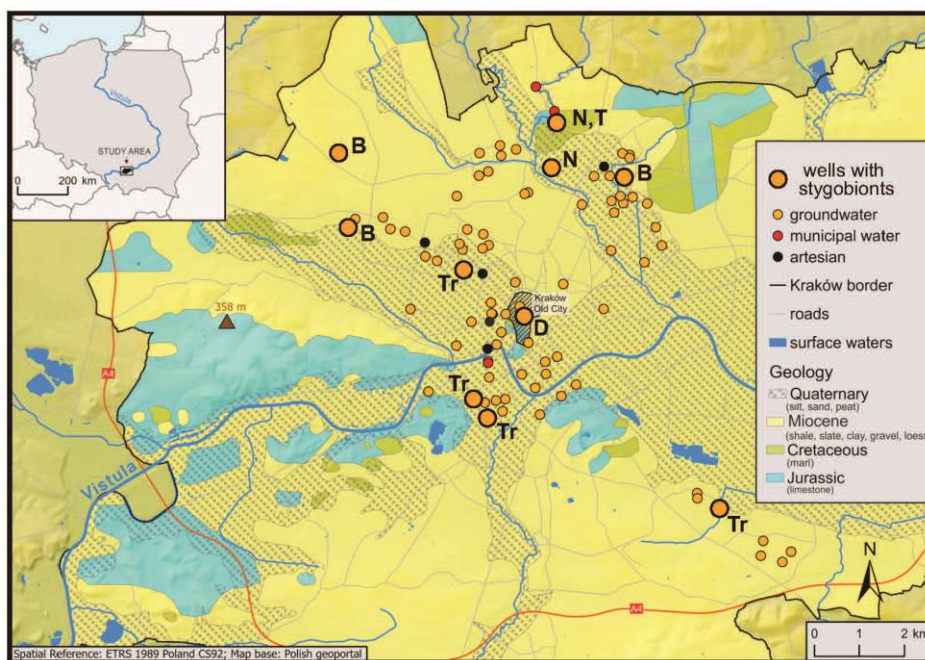 Vistula
STUDY AREA
0 200 km
N,T
B
N
B
B
Tr
Kraków
Old City
D
358 m
A4
Tr
Tr
Vistula
Tr
A4
wells with
stygobionts
groundwater
municipal water
artesian
Kraków border
roads
surface waters
Geology
Quaternary
(silt, sand, peat)
Miocene
(shale, slate, clay, gravel, loess)
Cretaceous
(marl)
Jurassic
(limestone)
N
0 1 2 km
Spatial Reference: ETRS 1989 Poland CS92; Map base: Polish geoportal